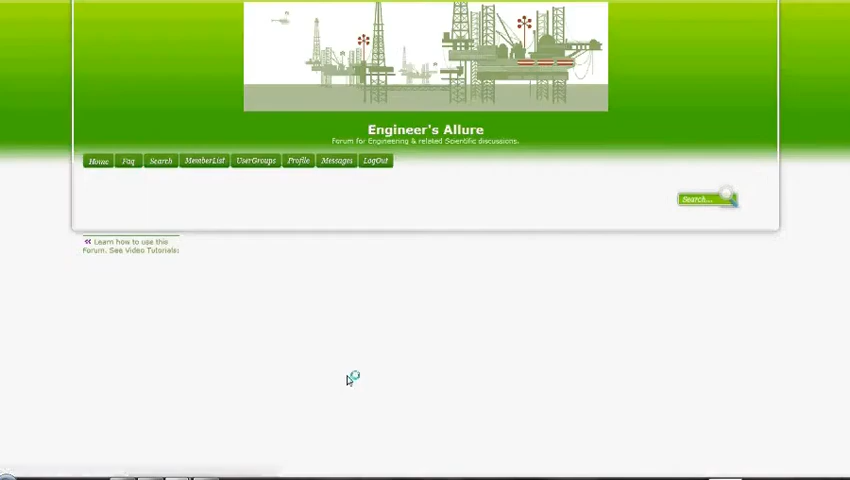 Engineer's Allure
Forum for Engineering & related Scientific discussions.
Home Faq Search MemberList UserGroups Profile Messages LogOut
Search...
Learn how to use this
Forum. See Video Tutorials: